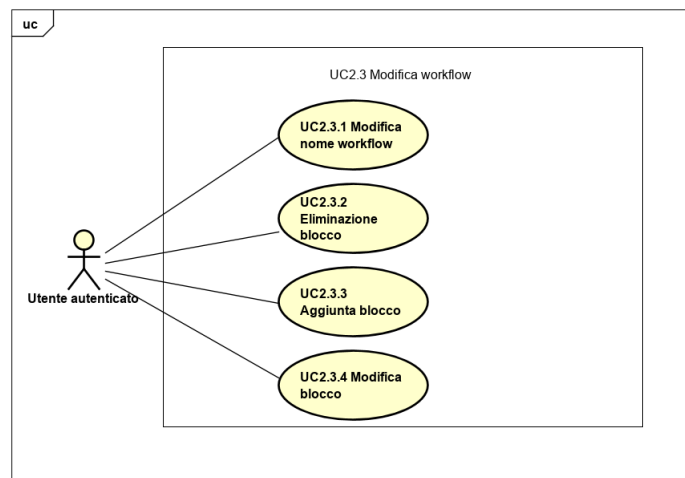 uc
UC2.3 Modifica workflow
UC2.3.1 Modifica
nome workflow
UC2.3.2
Eliminazione
blocco
UC2.3.3
Aggiunta blocco
UC2.3.4 Modifica
blocco
Utente autenticato